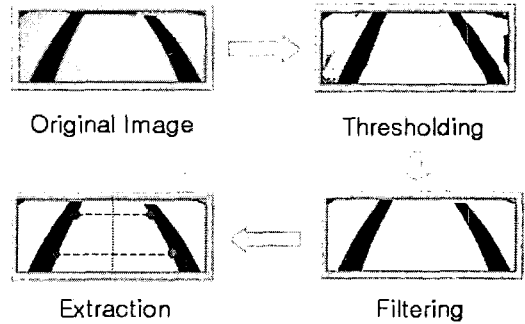 Original Image
Thresholding
Extraction
Filtering